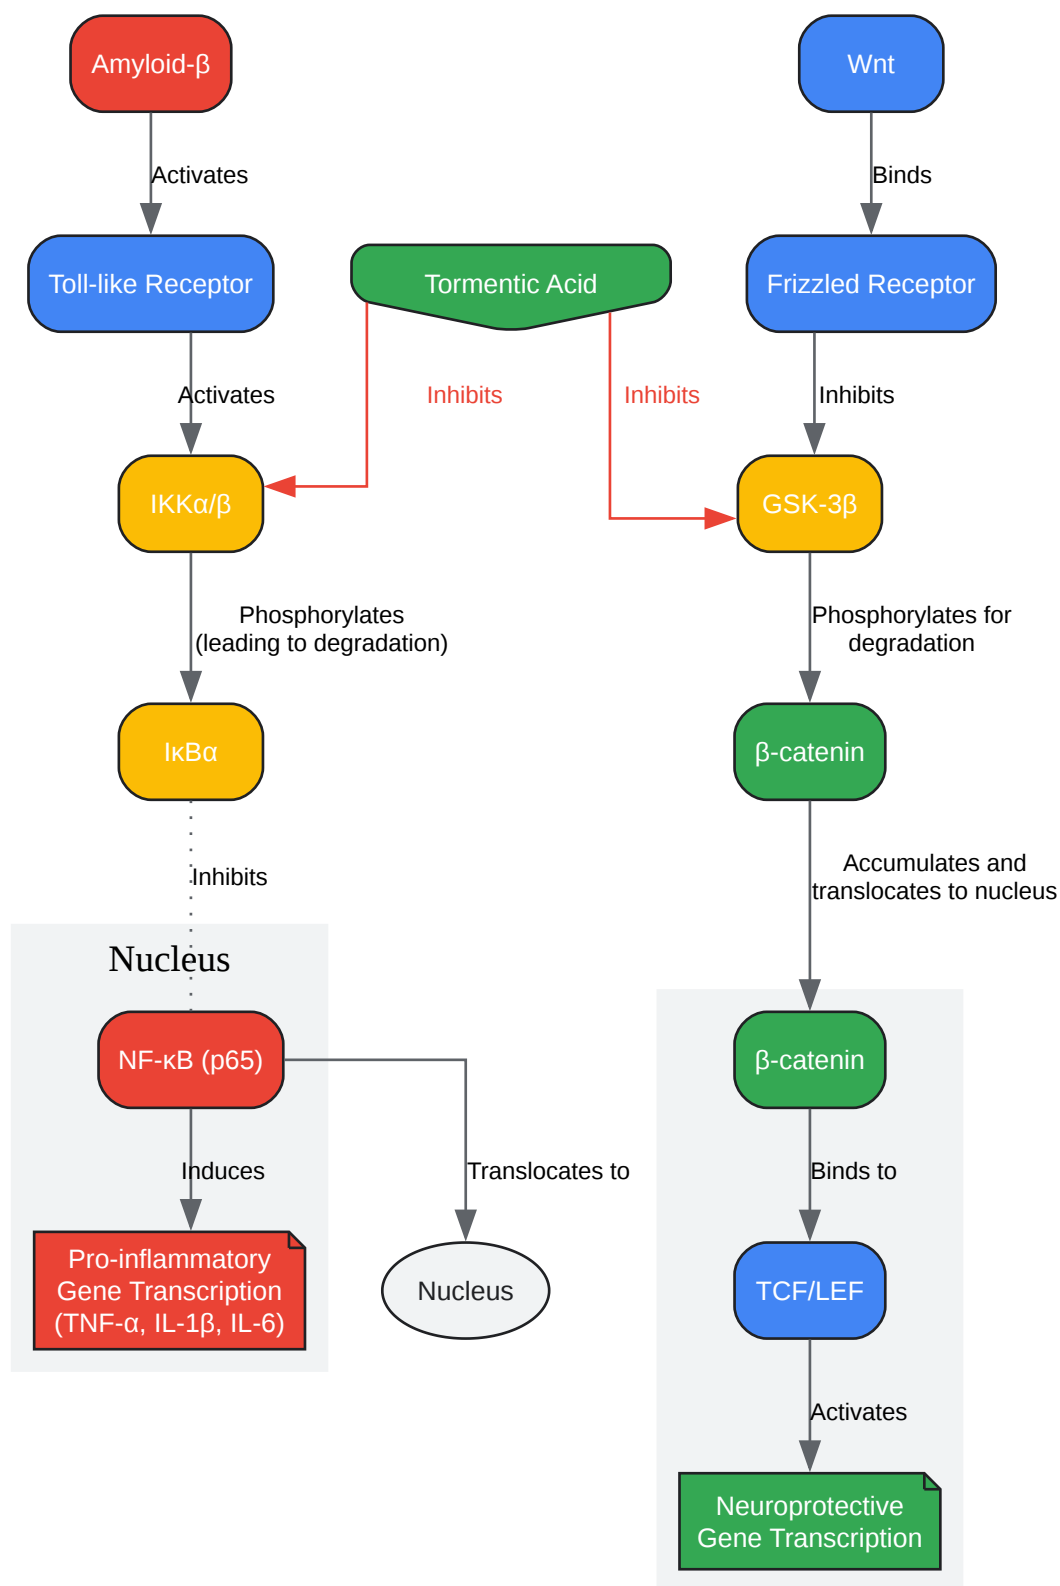 Amyloid-β
Wnt
Activates
Binds
Toll-like Receptor
Tormentic Acid
Frizzled Receptor
Activates
Inhibits
Inhibits
Inhibits
IKKα/β
GSK-3β
Phosphorylates
(leading to degradation)
Phosphorylates for
degradation
IκBα
β-catenin
Inhibits
Accumulates and
translocates to nucleus
Nucleus
NF-κB (p65)
β-catenin
Induces
Translocates to
Binds to
Pro-inflammatory
Gene Transcription
(TNF-α, IL-1β, IL-6)
Nucleus
TCF/LEF
Activates
Neuroprotective
Gene Transcription